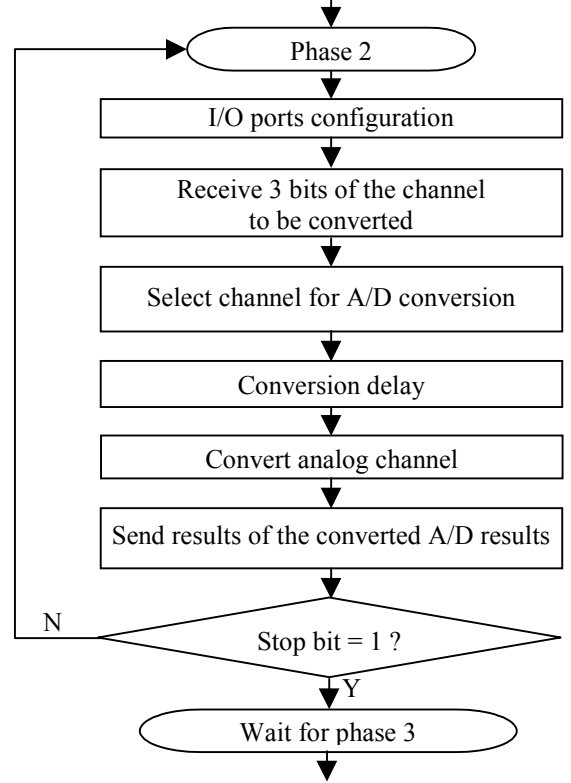 Phase 2
I/O ports configuration
Receive 3 bits of the channel
to be converted
Select channel for A/D conversion
Conversion delay
Convert analog channel
Send results of the converted A/D results
N
Stop bit = 1 ?
Y
Wait for phase 3